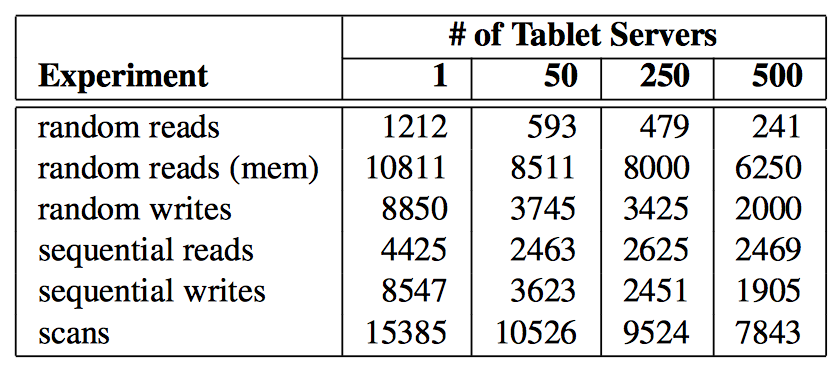 # of Tablet Servers
Experiment 1 50 250 500
random reads 1212 593 479 241
random reads (mem) 10811 8511 8000 6250
random writes 8850 3745 3425 2000
sequential reads 4425 2463 2625 2469
sequential writes 8547 3623 2451 1905
scans 15385 10526 9524 7843